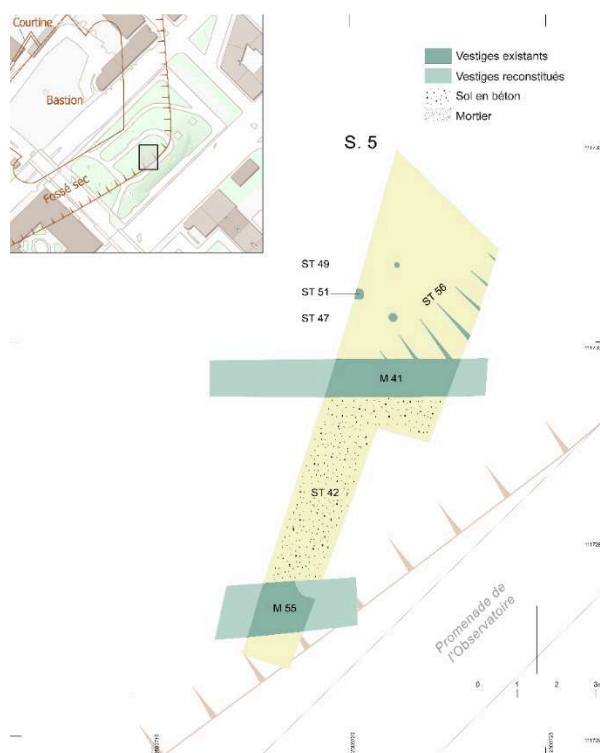 Courtine
Bastion
Fossé sec
Vestiges existants
Vestiges reconstitués
Sol en béton
Mortier
S. 5
ST 49
ST 51
ST 47
ST 56
M 41
ST 42
M 55
Promenade de
l'Observatoire
0 1 2 3m